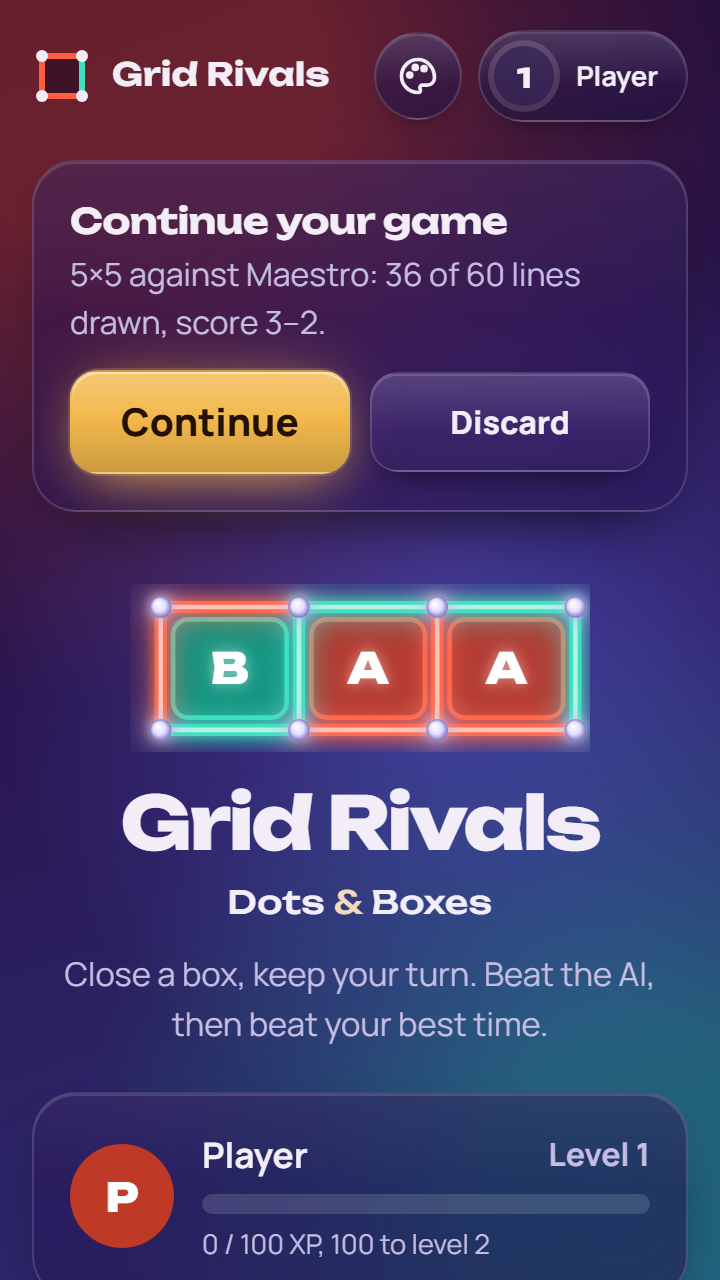 Grid Rivals
1 Player
Continue your game
5×5 against Maestro: 36 of 60 lines
drawn, score 3–2.
Continue
Discard
B A A
Grid Rivals
Dots & Boxes
Close a box, keep your turn. Beat the AI,
then beat your best time.
P
Player
Level 1
0 / 100 XP, 100 to level 2